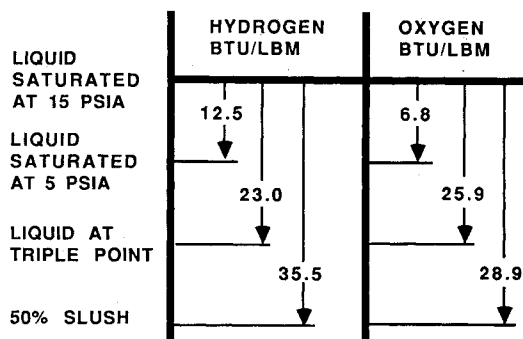 HYDROGEN
BTU/LBM
OXYGEN
BTU/LBM
LIQUID
SATURATED
AT 15 PSIA
12.5
6.8
LIQUID
SATURATED
AT 5 PSIA
23.0
25.9
LIQUID AT
TRIPLE POINT
35.5
28.9
50% SLUSH